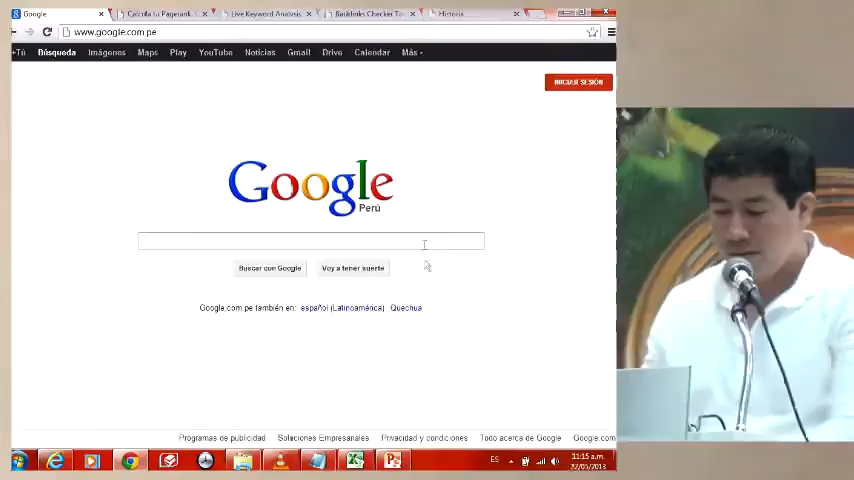 Google
Calcula tu Pagerank.
Live Keyword Analysis
Backlinks Checker To
Historia
www.google.com.pe
+Tú Búsqueda Imágenes Maps Play YouTube Noticias Gmail Drive Calendar Más
INICIAR SESIÓN
Google
Perú
Buscar con Google Voy a tener suerte
Google.com.pe también en: español (Latinoamérica) Quechua
Programas de publicidad Soluciones Empresariales Privacidad y condiciones Todo acerca de Google Google.com
ES 11:15 a.m.
22/05/2013